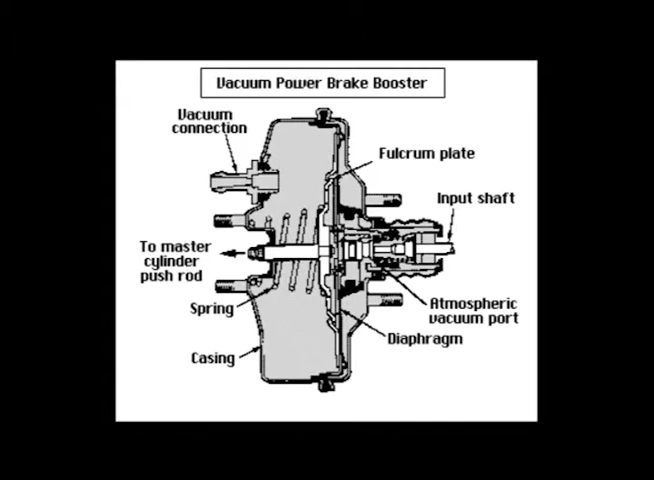 Vacuum Power Brake Booster
Vacuum
connection
Fulcrum plate
Input shaft
To master
cylinder
push rod
Spring
Atmospheric
vacuum port
Diaphragm
Casing